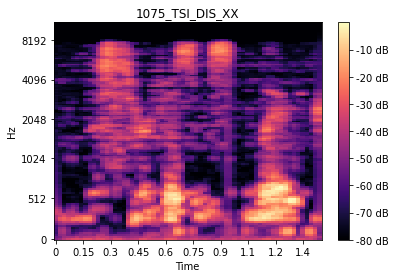 1075_TSI_DIS_XX
8192
4096
2048
1024
512
0
Hz
0 0.15 0.3 0.45 0.6 0.75 0.9 1.1 1.2 1.4
Time
-10 dB
-20 dB
-30 dB
-40 dB
-50 dB
-60 dB
-70 dB
-80 dB